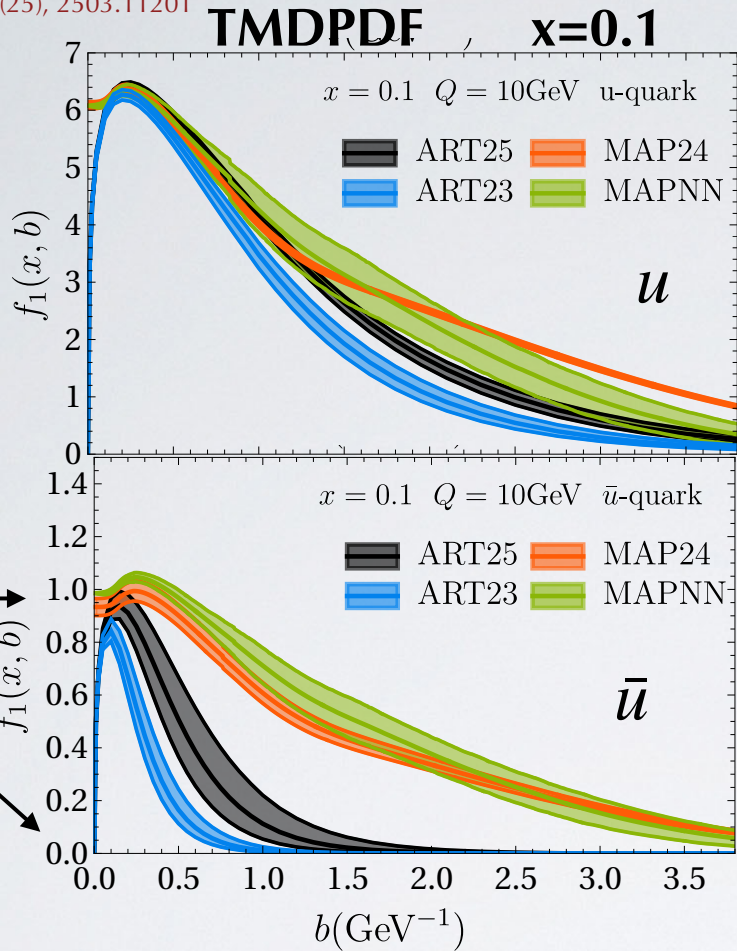 (25), 2503.11201
TMDPDF x=0.1
x = 0.1 Q = 10GeV u-quark
ART25 MAP24
ART23 MAPNN
u
f₁(x, b)
7
6
5
4
3
2
1
0
x = 0.1 Q = 10GeV ū-quark
ART25 MAP24
ART23 MAPNN
ū
f₁(x, b)
1.4
1.2
1.0
0.8
0.6
0.4
0.2
0.0
0.0 0.5 1.0 1.5 2.0 2.5 3.0 3.5
b(GeV⁻¹)